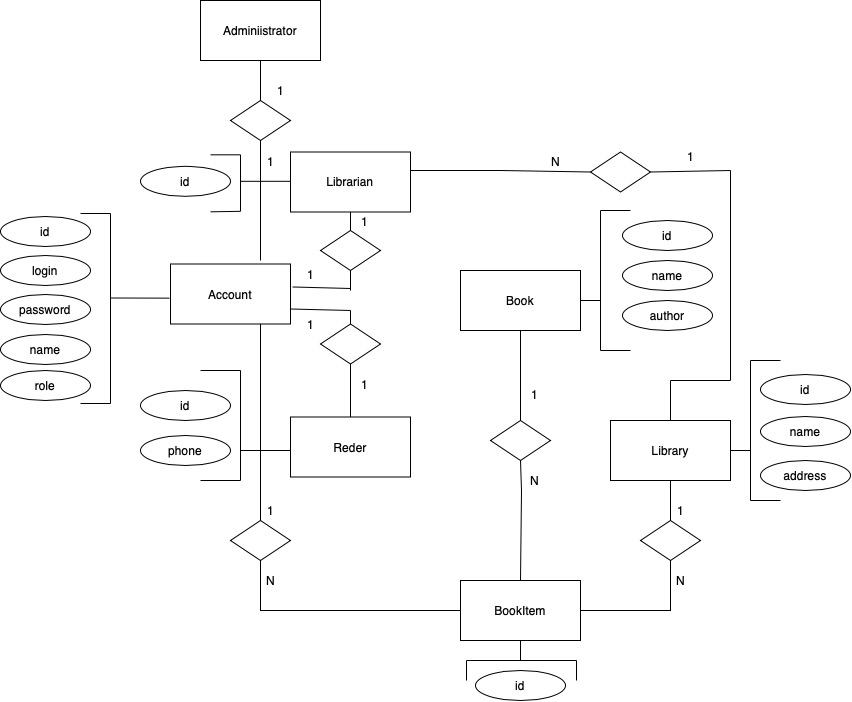 Adminiistrator
1
1
id
Librarian
N
1
1
id
login
password
name
role
Account
1
1
id
name
author
Book
id
phone
Reder
1
1
N
Library
id
name
address
1
N
1
N
BookItem
id